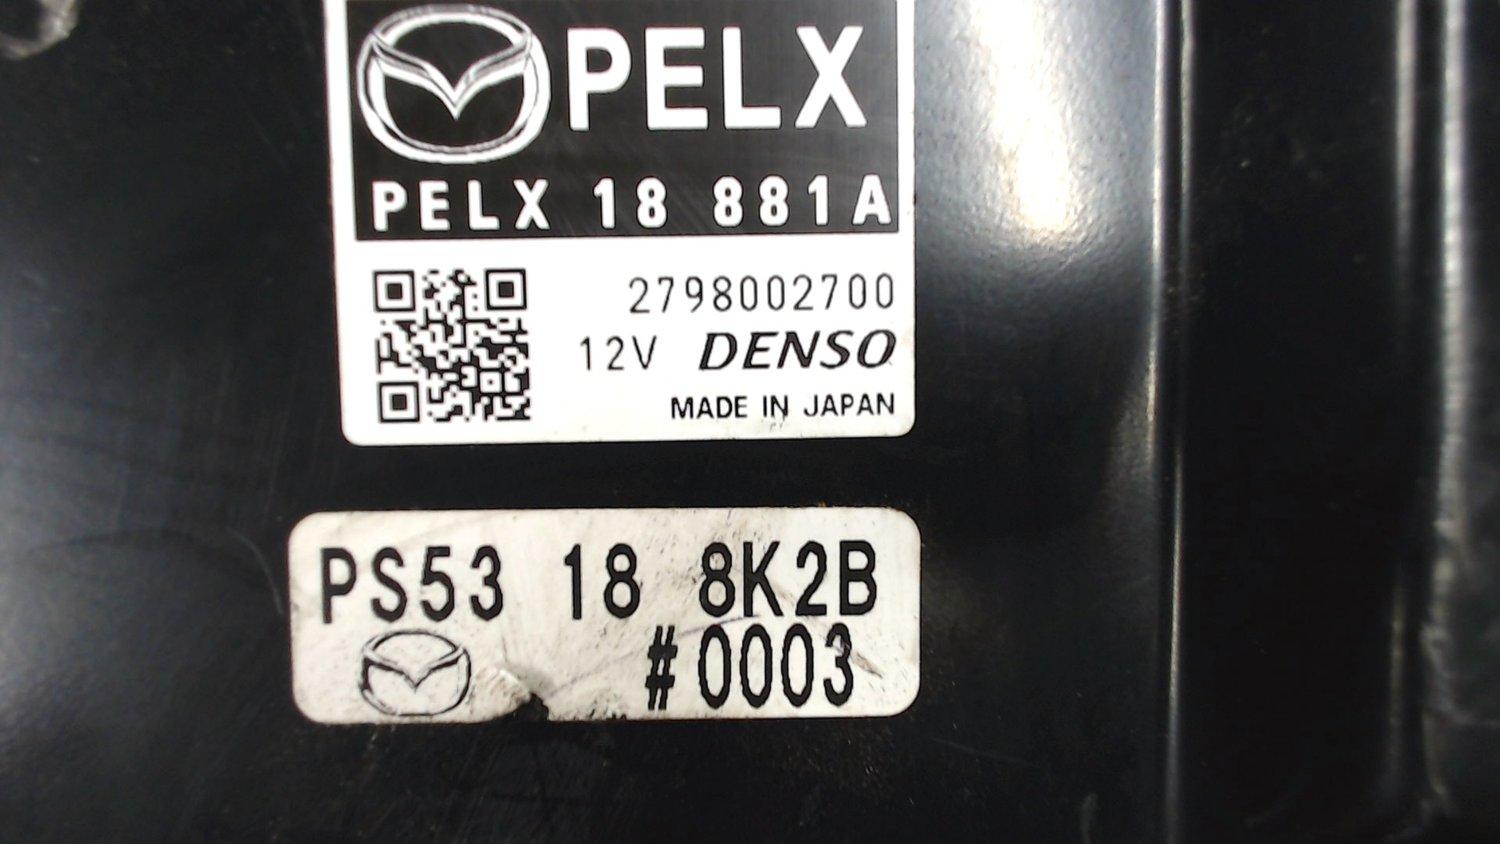 PELX
PELX 18 881A
2798002700
12V DENSO
MADE IN JAPAN
PS53 18 8K2B
#0003